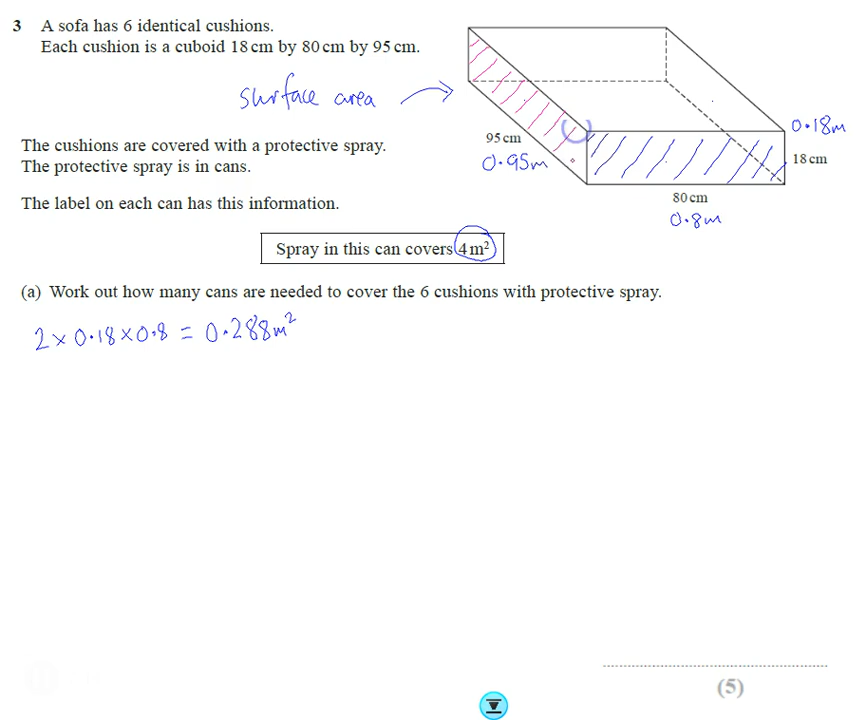 3 A sofa has 6 identical cushions.
Each cushion is a cuboid 18 cm by 80 cm by 95 cm.
surface area
0.18m
The cushions are covered with a protective spray.
95 cm
18 cm
The protective spray is in cans.
0.95m
80 cm
The label on each can has this information.
0.8m
Spray in this can covers 4 m²
(a) Work out how many cans are needed to cover the 6 cushions with protective spray.
2 × 0.18 × 0.8 = 0.288m²
(5)